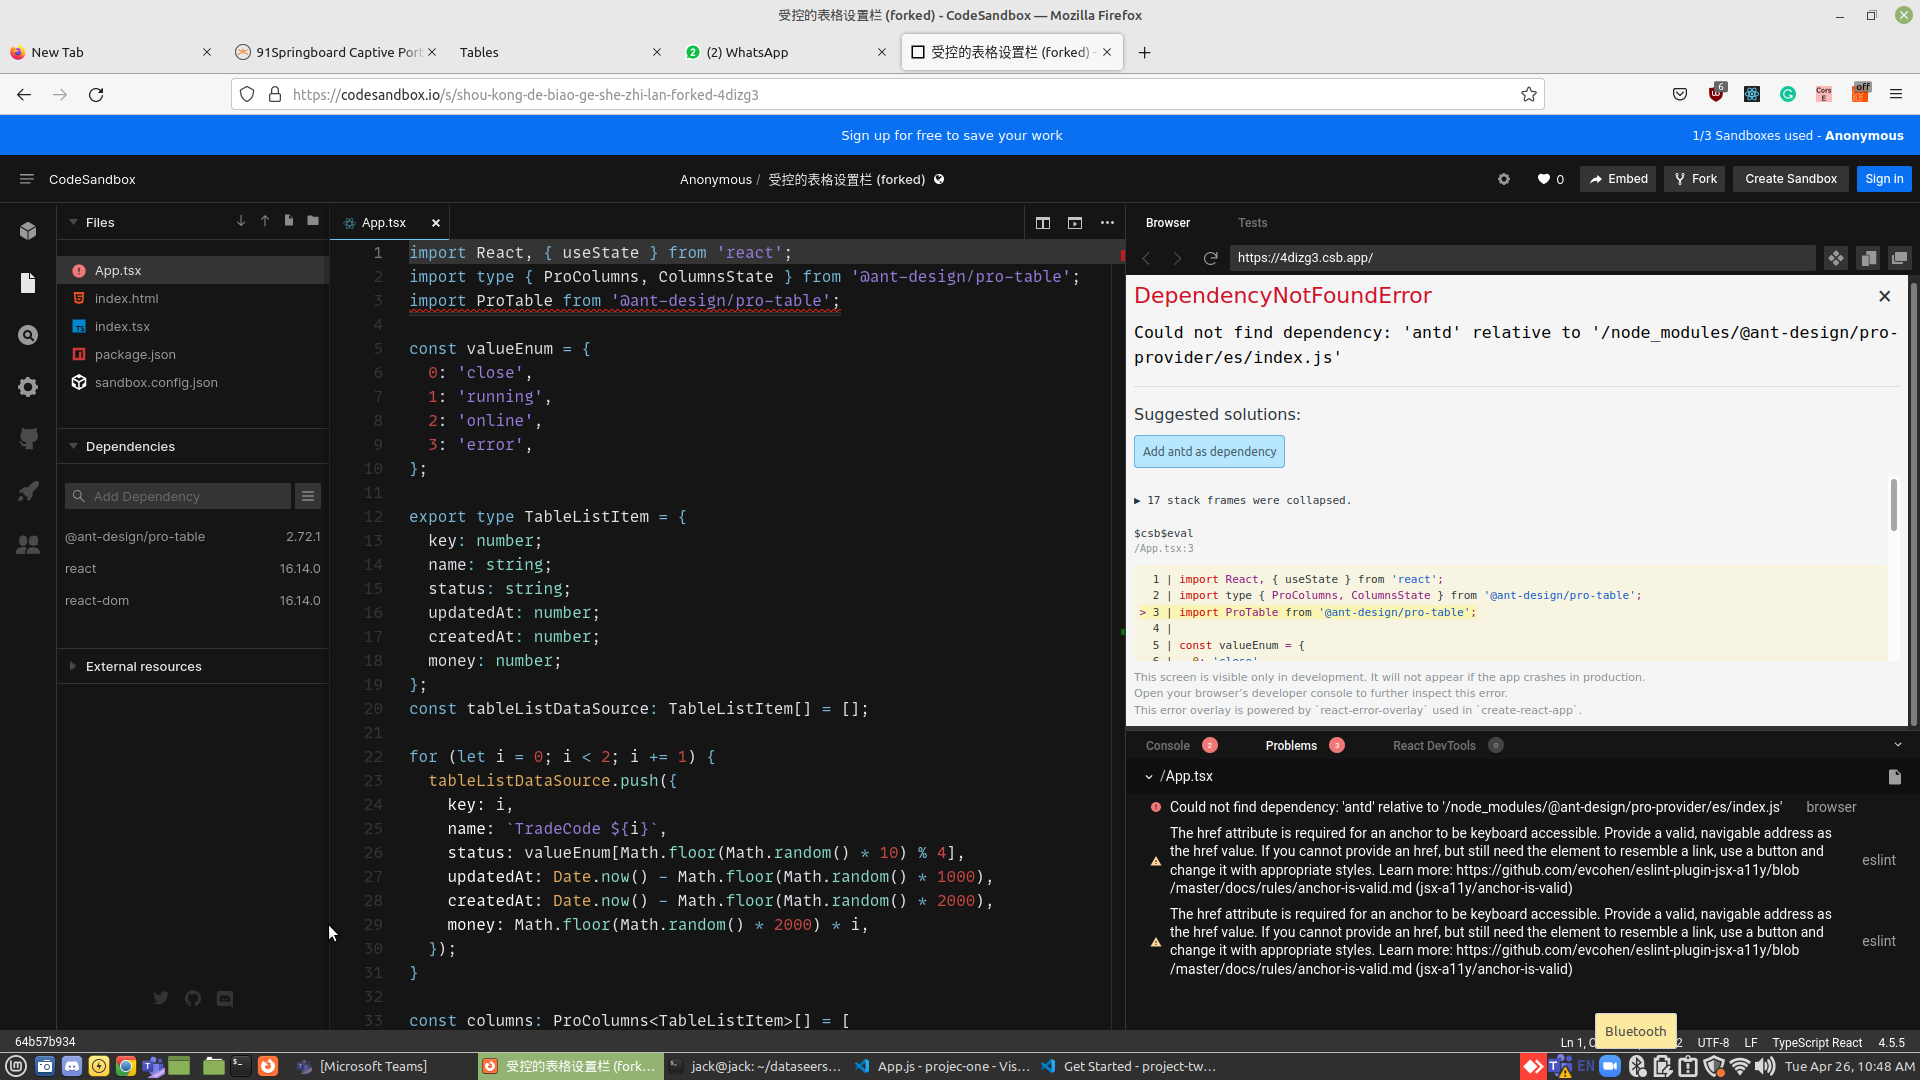 受控的表格设置栏 (forked) - CodeSandbox — Mozilla Firefox
New Tab
91Springboard Captive Port
Tables
(2) WhatsApp
受控的表格设置栏 (forked) -
https://codesandbox.io/s/shou-kong-de-biao-ge-she-zhi-lan-forked-4dizg3
6
Cors
E
off
Sign up for free to save your work
1/3 Sandboxes used - Anonymous
CodeSandbox
Anonymous / 受控的表格设置栏 (forked)
0
Embed
Fork
Create Sandbox
Sign in
Files
App.tsx
index.html
index.tsx
package.json
sandbox.config.json
Dependencies
Add Dependency
@ant-design/pro-table 2.72.1
react 16.14.0
react-dom 16.14.0
External resources
App.tsx
1 import React, { useState } from 'react';
2 import type { ProColumns, ColumnsState } from '@ant-design/pro-table';
3 import ProTable from '@ant-design/pro-table';
4
5 const valueEnum = {
6 0: 'close',
7 1: 'running',
8 2: 'online',
9 3: 'error',
10 };
11
12 export type TableListItem = {
13 key: number;
14 name: string;
15 status: string;
16 updatedAt: number;
17 createdAt: number;
18 money: number;
19 };
20 const tableListDataSource: TableListItem[] = [];
21
22 for (let i = 0; i < 2; i += 1) {
23 tableListDataSource.push({
24 key: i,
25 name: `TradeCode ${i}`,
26 status: valueEnum[Math.floor(Math.random() * 10) % 4],
27 updatedAt: Date.now() - Math.floor(Math.random() * 1000),
28 createdAt: Date.now() - Math.floor(Math.random() * 2000),
29 money: Math.floor(Math.random() * 2000) * i,
30 });
31 }
32
33 const columns: ProColumns<TableListItem>[] = [
Browser
Tests
https://4dizg3.csb.app/
DependencyNotFoundError
Could not find dependency: 'antd' relative to '/node_modules/@ant-design/pro-
provider/es/index.js'
Suggested solutions:
Add antd as dependency
▶ 17 stack frames were collapsed.
$csb$eval
/App.tsx:3
1 | import React, { useState } from 'react';
2 | import type { ProColumns, ColumnsState } from '@ant-design/pro-table';
> 3 | import ProTable from '@ant-design/pro-table';
4 |
5 | const valueEnum = {
6 | 0: 'close',
This screen is visible only in development. It will not appear if the app crashes in production.
Open your browser's developer console to further inspect this error.
This error overlay is powered by `react-error-overlay` used in `create-react-app`.
Console 2
Problems 3
React DevTools 0
/App.tsx
Could not find dependency: 'antd' relative to '/node_modules/@ant-design/pro-provider/es/index.js' browser
The href attribute is required for an anchor to be keyboard accessible. Provide a valid, navigable address as
the href value. If you cannot provide an href, but still need the element to resemble a link, use a button and
change it with appropriate styles. Learn more: https://github.com/evcohen/eslint-plugin-jsx-a11y/blob
/master/docs/rules/anchor-is-valid.md (jsx-a11y/anchor-is-valid)
eslint
The href attribute is required for an anchor to be keyboard accessible. Provide a valid, navigable address as
the href value. If you cannot provide an href, but still need the element to resemble a link, use a button and
change it with appropriate styles. Learn more: https://github.com/evcohen/eslint-plugin-jsx-a11y/blob
/master/docs/rules/anchor-is-valid.md (jsx-a11y/anchor-is-valid)
eslint
Bluetooth
64b57b934
Ln 1, 2 UTF-8 LF TypeScript React 4.5.5
[Microsoft Teams]
受控的表格设置栏 (fork...
jack@jack: ~/dataseers...
App.js - projec-one - Vis...
Get Started - project-tw...
EN
Tue Apr 26, 10:48 AM